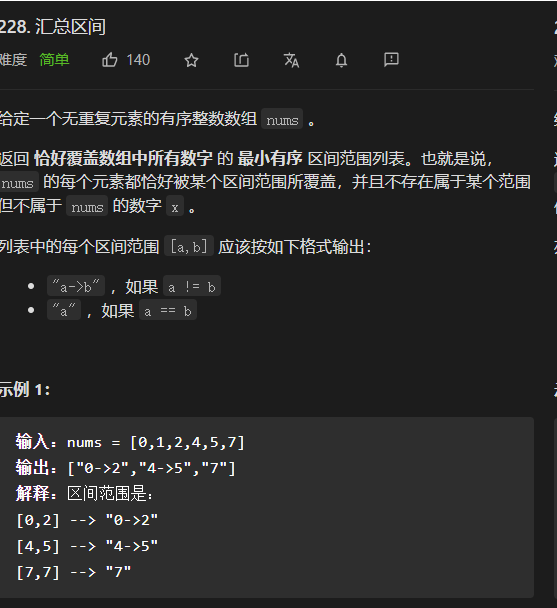 228. 汇总区间
难度 简单 140
给定一个无重复元素的有序整数数组 nums 。
返回 恰好覆盖数组中所有数字 的 最小有序 区间范围列表。也就是说，
nums 的每个元素都恰好被某个区间范围所覆盖，并且不存在属于某个范围
但不属于 nums 的数字 x 。
列表中的每个区间范围 [a,b] 应该按如下格式输出：
• "a->b" ，如果 a != b
• "a" ，如果 a == b
示例 1：
输入：nums = [0,1,2,4,5,7]
输出：["0->2","4->5","7"]
解释：区间范围是：
[0,2] --> "0->2"
[4,5] --> "4->5"
[7,7] --> "7"